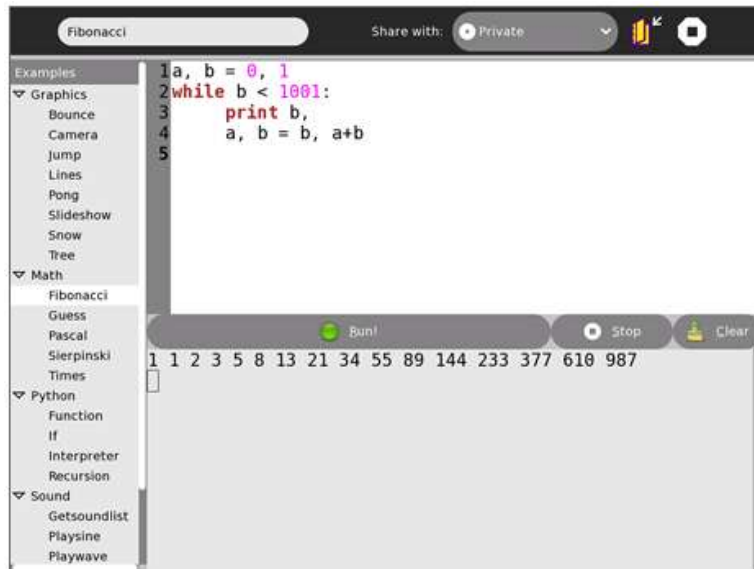 Fibonacci
Share with: Private
Examples
Graphics
Bounce
Camera
Jump
Lines
Pong
Slideshow
Snow
Tree
Math
Fibonacci
Guess
Pascal
Sierpinski
Times
Python
Function
If
Interpreter
Recursion
Sound
Getsoundlist
Playsine
Playwave
1 a, b = 0, 1
2 while b < 1001:
3     print b,
4     a, b = b, a+b
5
Run! Stop Clear
1 1 2 3 5 8 13 21 34 55 89 144 233 377 610 987